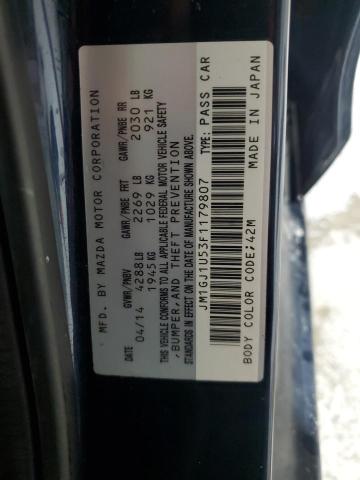 MFD. BY MAZDA MOTOR CORPORATION
DATE GVWR/PNBV GAWR/PNBE FRT GAWR/PNBE RR
04/14 4288LB 2269 LB 2030 LB
1945KG 1029 KG 921 KG
THIS VEHICLE CONFORMS TO ALL APPLICABLE FEDERAL MOTOR VEHICLE SAFETY
,BUMPER,AND THEFT PREVENTION
STANDARDS IN EFFECT ON THE DATE OF MANUFACTURE SHOWN ABOVE.
JM1GJ1U53F1179807 TYPE: PASS CAR
BODY COLOR CODE:42M MADE IN JAPAN